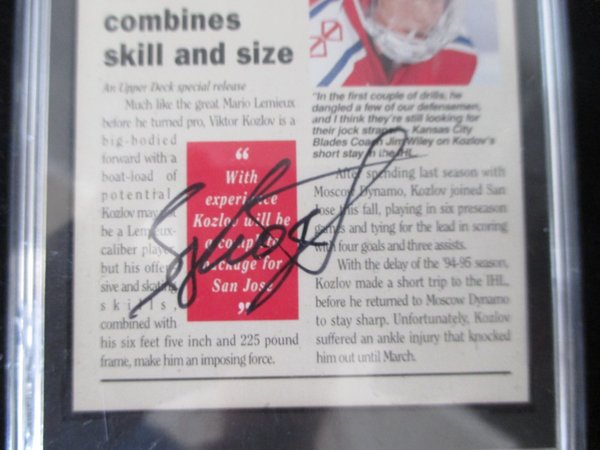 combines
skill and size
An Upper Deck special release
Much like the great Mario Lemieux
before he turned pro, Viktor Kozlov is a
big-bodied
forward with a
boat-load of
potential.
Kozlov may not
be a Lemieux-
caliber player,
but his offen-
sive and skating
skills,
combined with
his six feet five inch and 225 pound
frame, make him an imposing force.
“
With
experience
Kozlov will be
a complete
package for
San Jose
”
"In the first couple of drills, he
dangled a few of our defensemen,
and I think they're still looking for
their jock straps" - Kansas City
Blades Coach Jim Wiley on Kozlov's
short stay in the IHL.
After spending last season with
Moscow Dynamo, Kozlov joined San
Jose this fall, playing in six preseason
games and tying for the lead in scoring
with four goals and three assists.
With the delay of the '94-95 season,
Kozlov made a short trip to the IHL,
before he returned to Moscow Dynamo
to stay sharp. Unfortunately, Kozlov
suffered an ankle injury that knocked
him out until March.